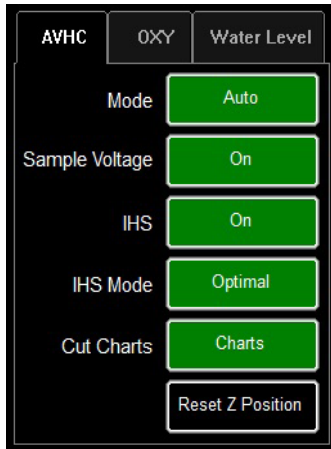 AVHC OXY Water Level
Mode Auto
Sample Voltage On
IHS On
IHS Mode Optimal
Cut Charts Charts
Reset Z Position